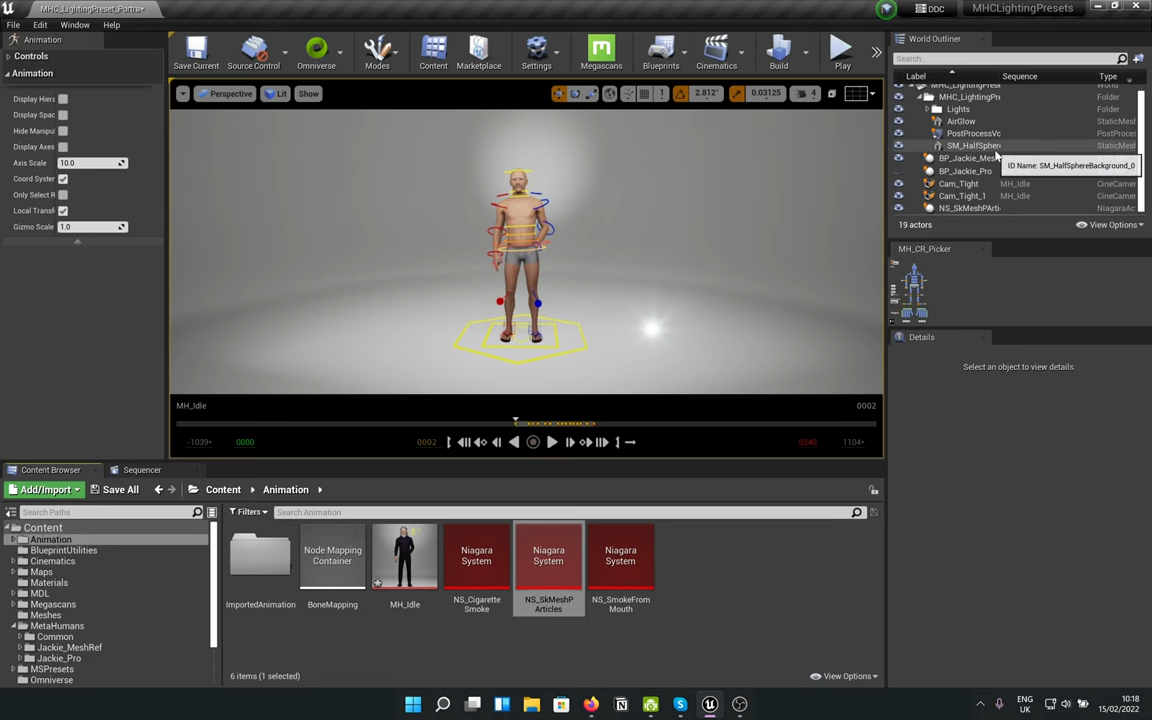 MHC_LightingPreset_Portra*
DDC
MHCLightingPresets
File Edit Window Help
Animation
Controls
Animation
Display Hiera
Display Spac
Hide Manipul
Display Axes
Axis Scale 10.0
Coord System
Only Select R
Local Transf
Gizmo Scale 1.0
Save Current
Source Control
Omniverse
Modes
Content
Marketplace
Settings
Megascans
Blueprints
Cinematics
Build
Play
Perspective Lit Show
1 2.812° 0.03125 4
World Outliner
Search...
Label Sequence Type
World
MHC_LightingPre Folder
Lights Folder
AirGlow StaticMesh
PostProcessVo PostProces
SM_HalfSphere StaticMesh
BP_Jackie_Mes
ID Name: SM_HalfSphereBackground_0
BP_Jackie_Pro
Cam_TIght MH_Idle CineCamer
Cam_Tight_1 MH_Idle CineCamer
NS_SkMeshPArti NiagaraAc
19 actors
View Options
MH_CR_Picker
Details
Select an object to view details.
MH_Idle 0002
-1039* 0000 0002 0240 1104*
Content Browser Sequencer
Add/Import Save All Content Animation
Search Paths
Filters
Search Animation
Content
Animation
BlueprintUtilities
Cinematics
Maps
Materials
MDL
Megascans
Meshes
MetaHumans
Common
Jackie_MeshRef
Jackie_Pro
MSPresets
Omniverse
ImportedAnimation
Node Mapping
Container
BoneMapping
MH_Idle
Niagara
System
NS_Cigarette
Smoke
Niagara
System
NS_SkMeshP
Articles
Niagara
System
NS_SmokeFrom
Mouth
6 items (1 selected)
View Options
ENG
UK
10:18
15/02/2022